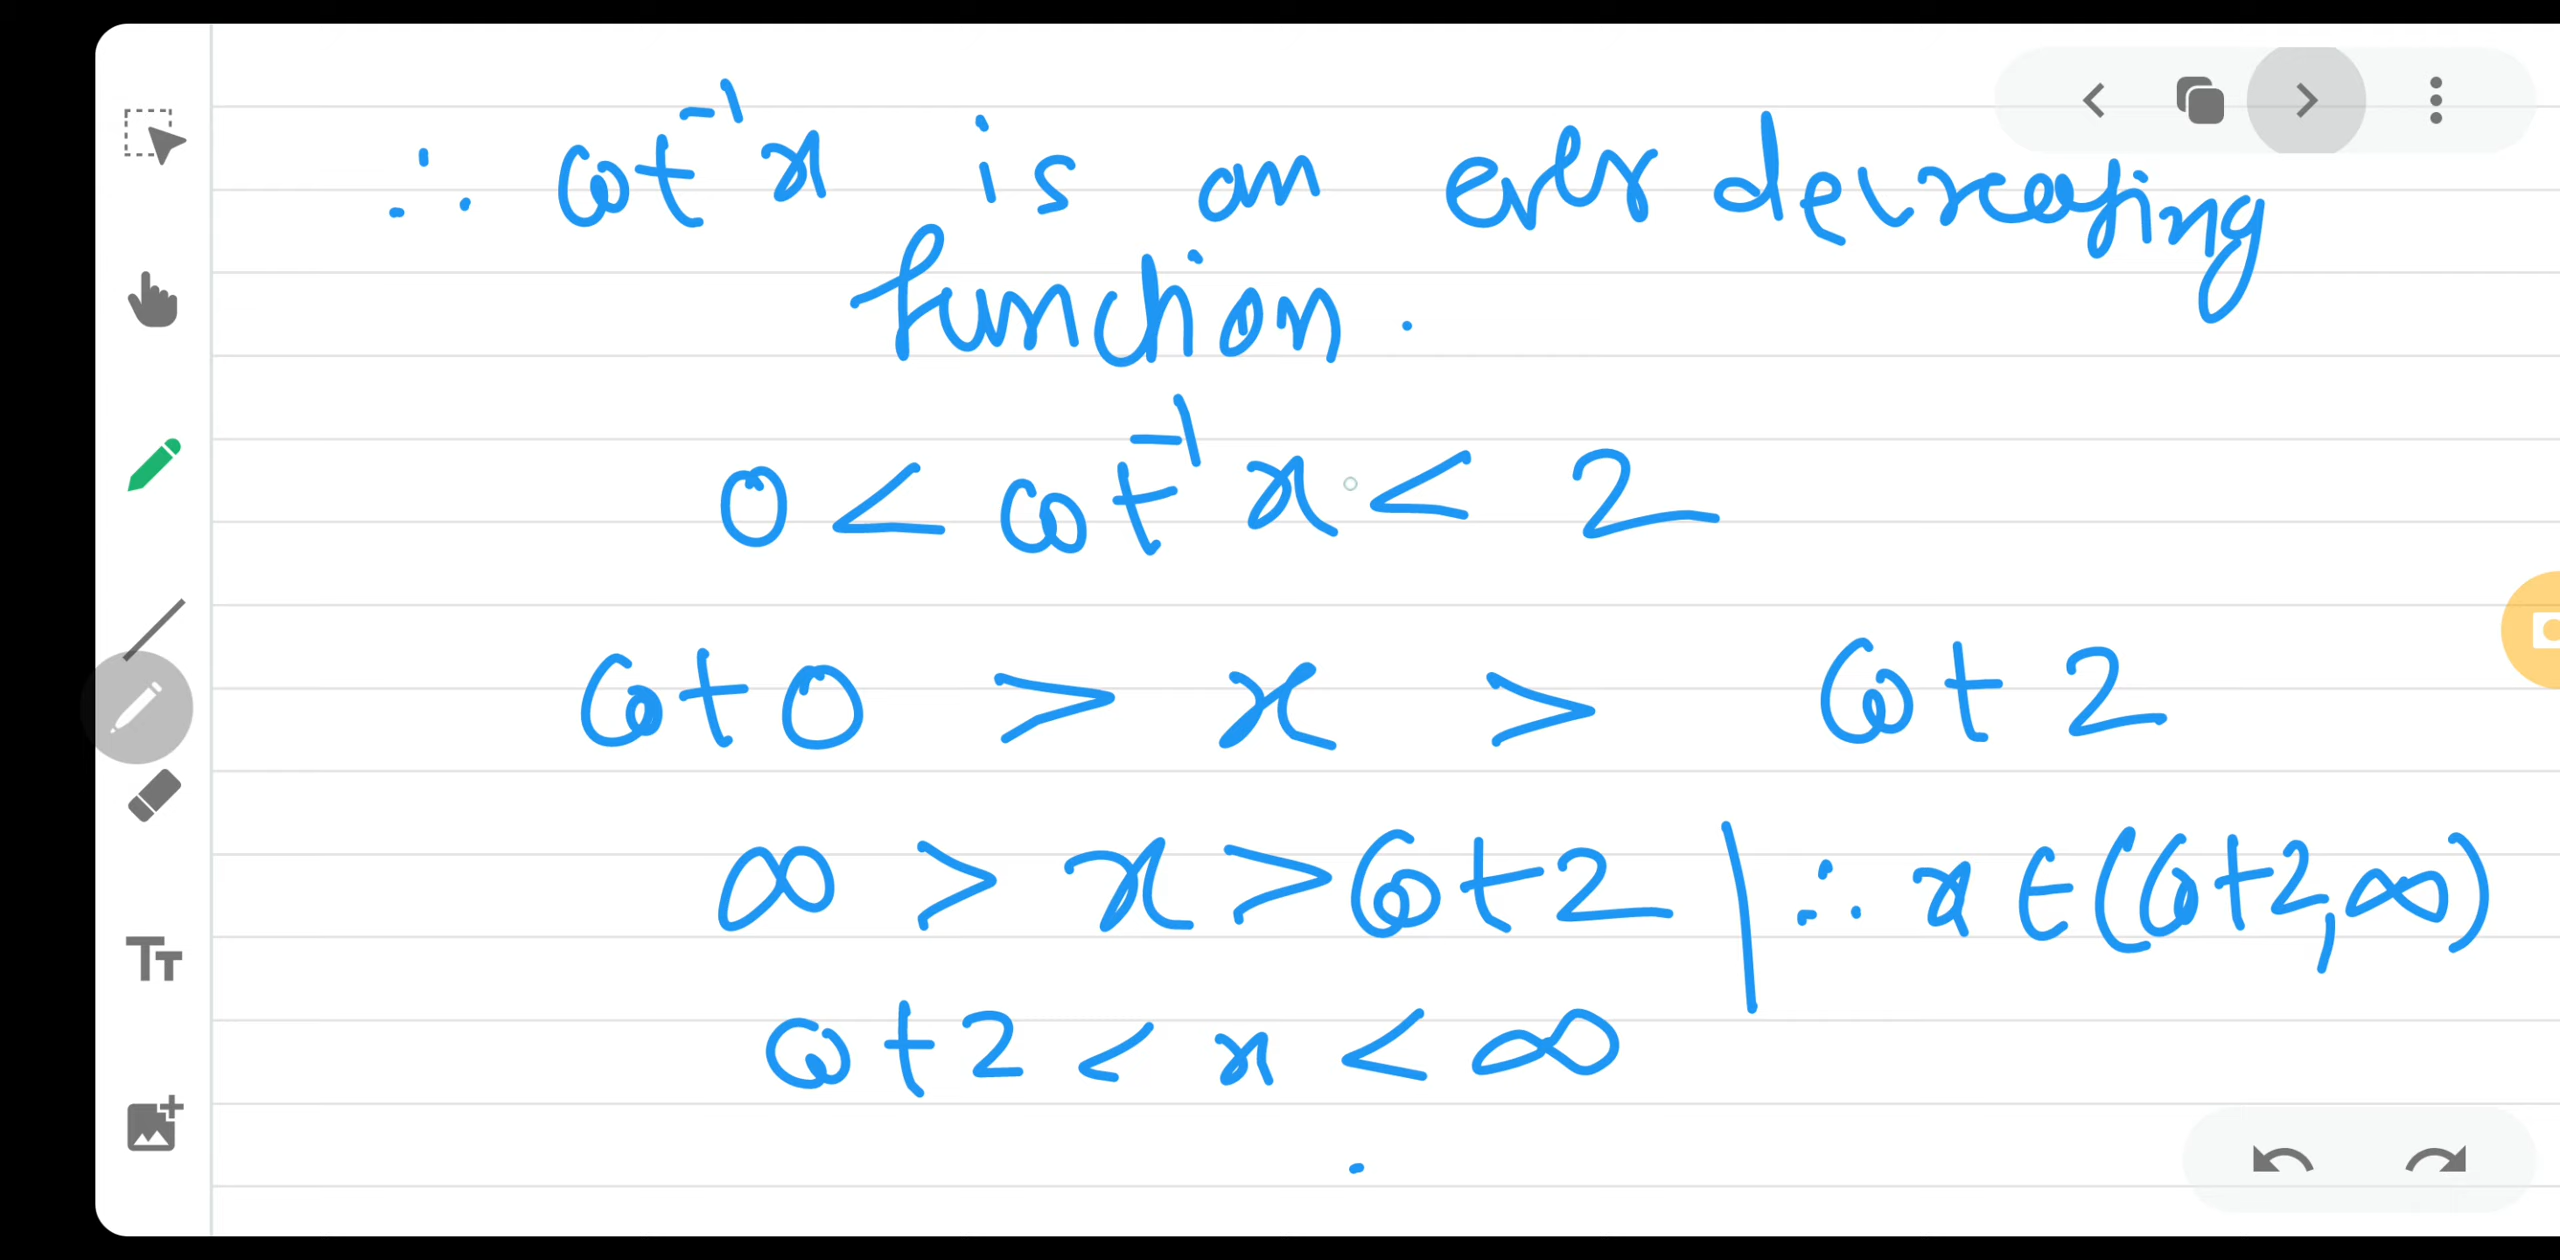 ∴ cot⁻¹x is an ever decreasing
function.
0 < cot⁻¹x < 2
Cot 0 > x > Cot 2
∞ > x > Cot 2 | ∴ x ∈ (Cot 2, ∞)
Cot 2 < x < ∞
Tт